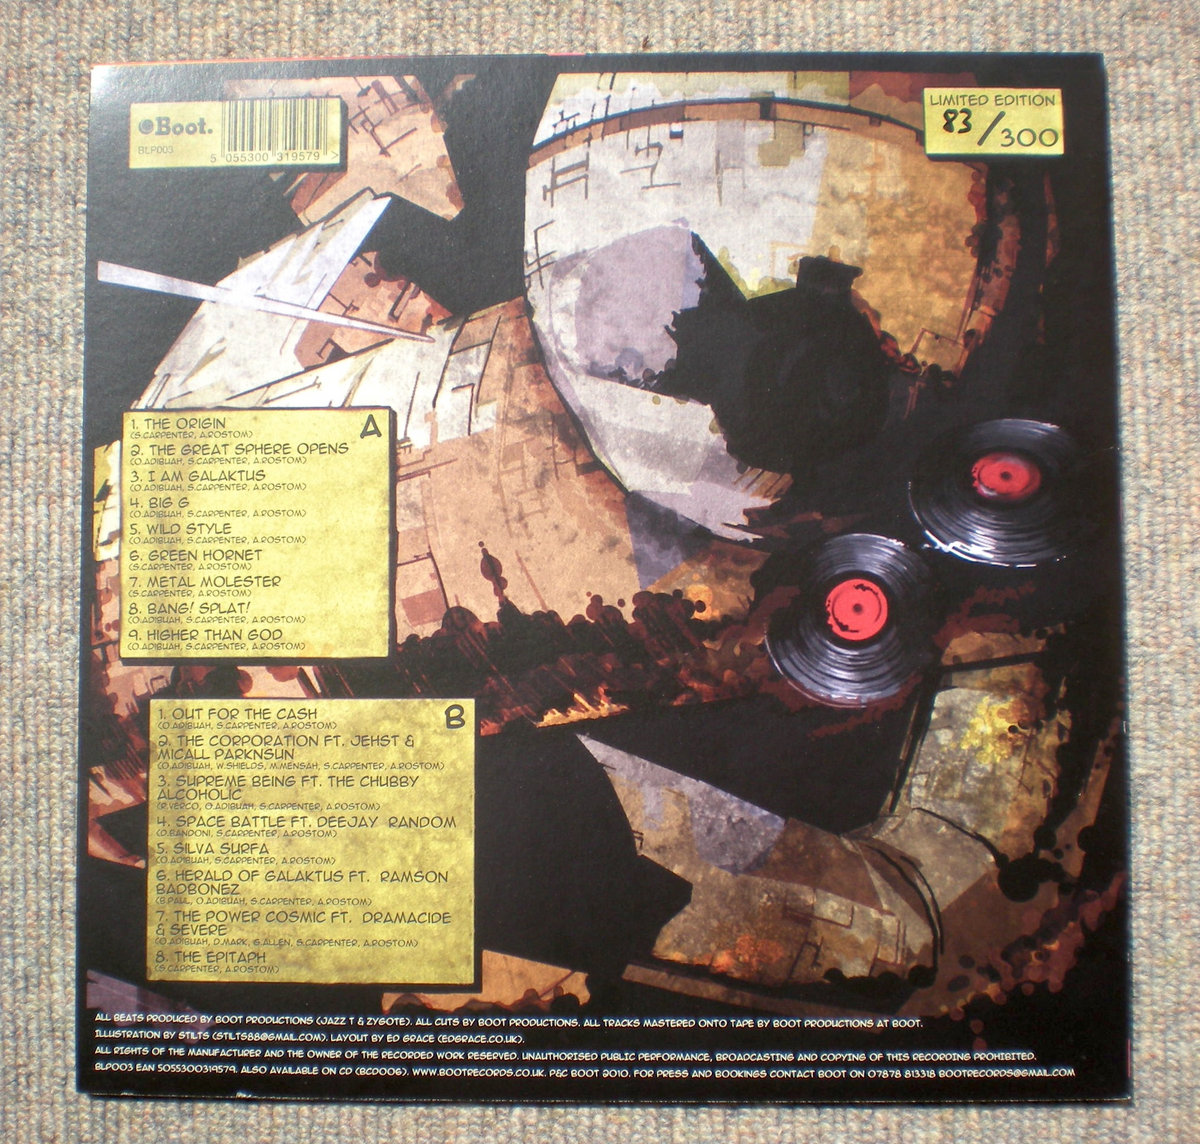 Boot.
BLP003
5 055300 319579 >
LIMITED EDITION
83/300
A
1. THE ORIGIN
(S.CARPENTER, A.ROSTOM)
2. THE GREAT SPHERE OPENS
(O.ADIBUAH, S.CARPENTER, A.ROSTOM)
3. I AM GALAKTUS
(O.ADIBUAH, S.CARPENTER, A.ROSTOM)
4. BIG G
(O.ADIBUAH, S.CARPENTER, A.ROSTOM)
5. WILD STYLE
(O.ADIBUAH, S.CARPENTER, A.ROSTOM)
6. GREEN HORNET
(S.CARPENTER, A.ROSTOM)
7. METAL MOLESTER
(S.CARPENTER, A.ROSTOM)
8. BANG! SPLAT!
(O.ADIBUAH, S.CARPENTER, A.ROSTOM)
9. HIGHER THAN GOD
(O.ADIBUAH, S.CARPENTER, A.ROSTOM)
B
1. OUT FOR THE CASH
(O.ADIBUAH, S.CARPENTER, A.ROSTOM)
2. THE CORPORATION FT. JEHST &
MICALL PARKNSUN
(O.ADIBUAH, W.SHIELDS, M.MENSAH, S.CARPENTER, A.ROSTOM)
3. SUPREME BEING FT. THE CHUBBY
ALCOHOLIC
(R.VERCO, O.ADIBUAH, S.CARPENTER, A.ROSTOM)
4. SPACE BATTLE FT. DEEJAY RANDOM
(D.BANDONI, S.CARPENTER, A.ROSTOM)
5. SILVA SURFA
(O.ADIBUAH, S.CARPENTER, A.ROSTOM)
6. HERALD OF GALAKTUS FT. RAMSON
BADBONEZ
(B.PAUL, O.ADIBUAH, S.CARPENTER, A.ROSTOM)
7. THE POWER COSMIC FT. DRAMACIDE
& SEVERE
(O.ADIBUAH, D.MARK, G.ALLEN, S.CARPENTER, A.ROSTOM)
8. THE EPITAPH
(S.CARPENTER, A.ROSTOM)
ALL BEATS PRODUCED BY BOOT PRODUCTIONS (JAZZ T & ZYGOTE). ALL CUTS BY BOOT PRODUCTIONS. ALL TRACKS MASTERED ONTO TAPE BY BOOT PRODUCTIONS AT BOOT.
ILLUSTRATION BY STILTS (STILTS88@GMAIL.COM). LAYOUT BY ED GRACE (EDGRACE.CO.UK).
ALL RIGHTS OF THE MANUFACTURER AND THE OWNER OF THE RECORDED WORK RESERVED. UNAUTHORISED PUBLIC PERFORMANCE, BROADCASTING AND COPYING OF THIS RECORDING PROHIBITED.
BLP003 EAN 5055300319579. ALSO AVAILABLE ON CD (BCD006). WWW.BOOTRECORDS.CO.UK. P&C BOOT 2010. FOR PRESS AND BOOKINGS CONTACT BOOT ON 07878 813318 BOOTRECORDS@GMAIL.COM